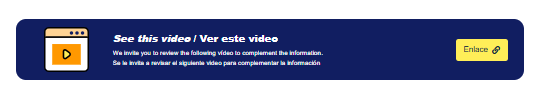 See this video / Ver este video
We invite you to review the following video to complement the information.
Se le invita a revisar el siguiente video para complementar la información
Enlace